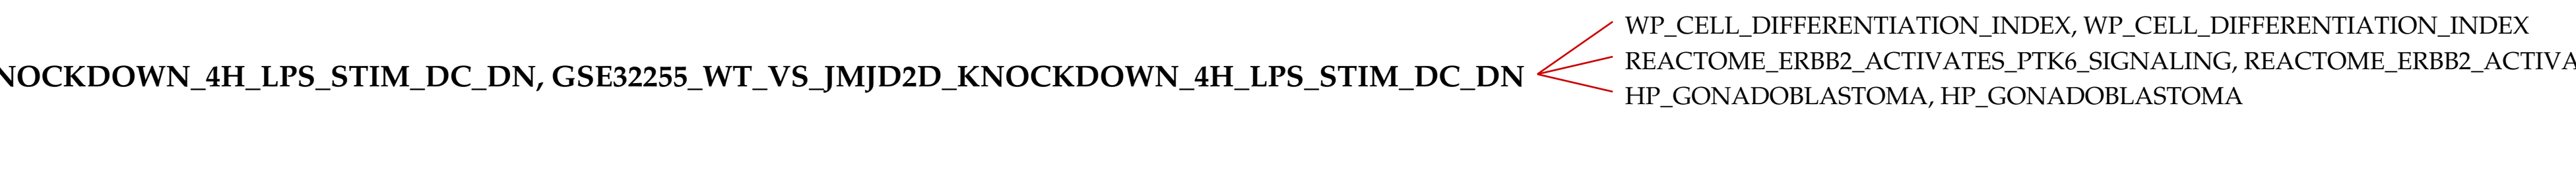 WP_CELL_DIFFERENTIATION_INDEX, WP_CELL_DIFFERENTIATION_INDEX
REACTOME_ERBB2_ACTIVATES_PTK6_SIGNALING, REACTOME_ERBB2_ACTIVA
NOCKDOWN_4H_LPS_STIM_DC_DN, GSE32255_WT_VS_JMJD2D_KNOCKDOWN_4H_LPS_STIM_DC_DN
HP_GONADOBLASTOMA, HP_GONADOBLASTOMA